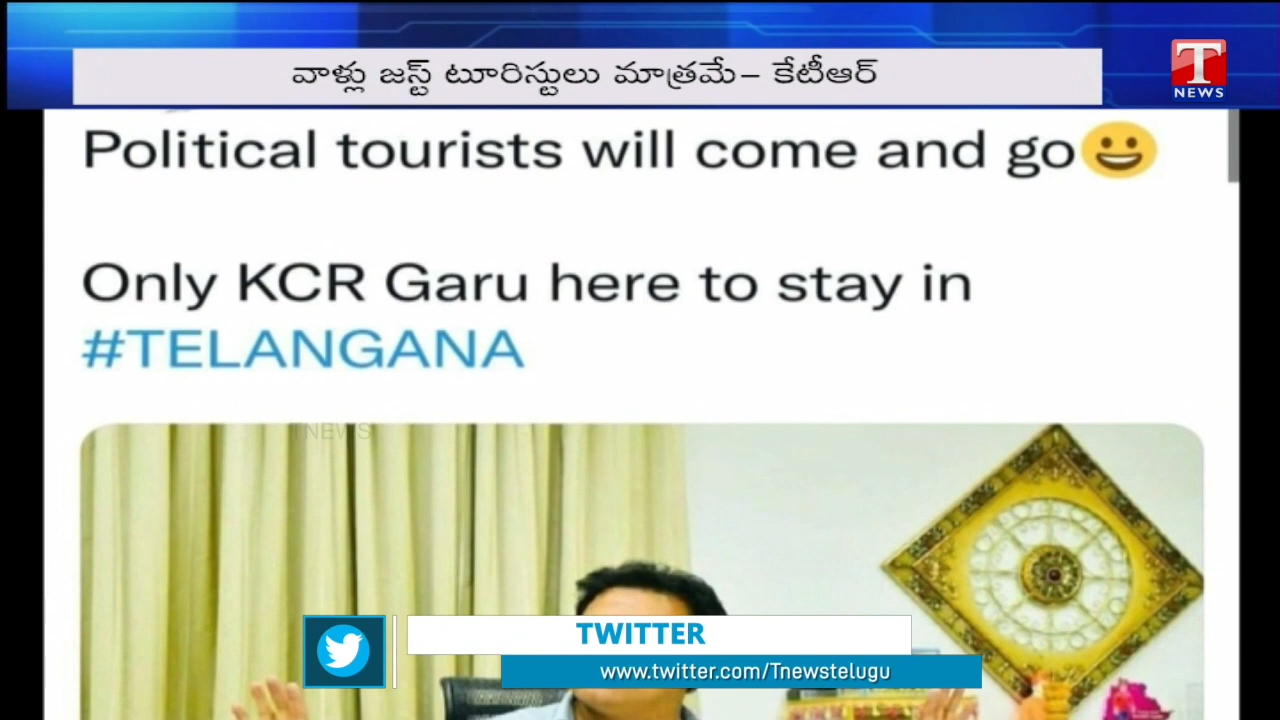 వాళ్లు జస్ట్ టూరిస్టులు మాత్రమే– కేటీఆర్
T
NEWS
Political tourists will come and go😀
Only KCR Garu here to stay in
#TELANGANA
TNEWS
TWITTER
www.twitter.com/Tnewstelugu